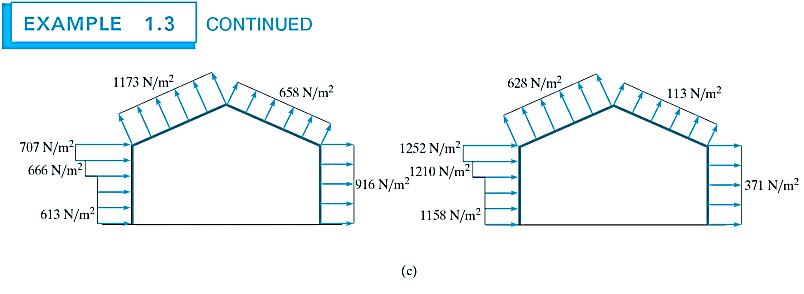 EXAMPLE 1.3 CONTINUED
1173 N/m²
658 N/m²
707 N/m²
666 N/m²
613 N/m²
916 N/m²
628 N/m²
113 N/m²
1252 N/m²
1210 N/m²
1158 N/m²
371 N/m²
(c)